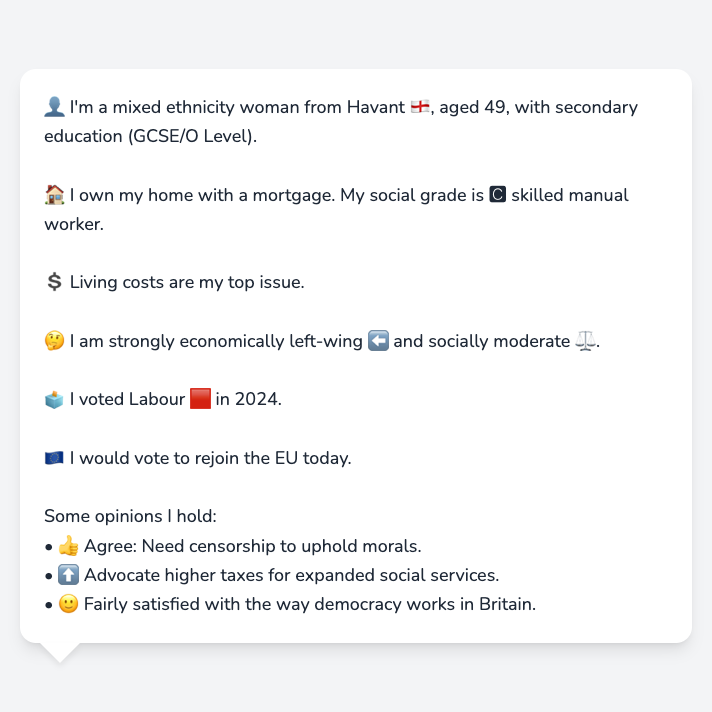 👤 I'm a mixed ethnicity woman from Havant 🏴󠁧󠁢󠁥󠁮󠁧󠁿, aged 49, with secondary
education (GCSE/O Level).
🏠 I own my home with a mortgage. My social grade is 🅲 skilled manual
worker.
💲 Living costs are my top issue.
🤔 I am strongly economically left-wing ⬅️ and socially moderate ⚖️.
🗳️ I voted Labour 🟥 in 2024.
🇪🇺 I would vote to rejoin the EU today.
Some opinions I hold:
• 👍 Agree: Need censorship to uphold morals.
• ⬆️ Advocate higher taxes for expanded social services.
• 🙂 Fairly satisfied with the way democracy works in Britain.